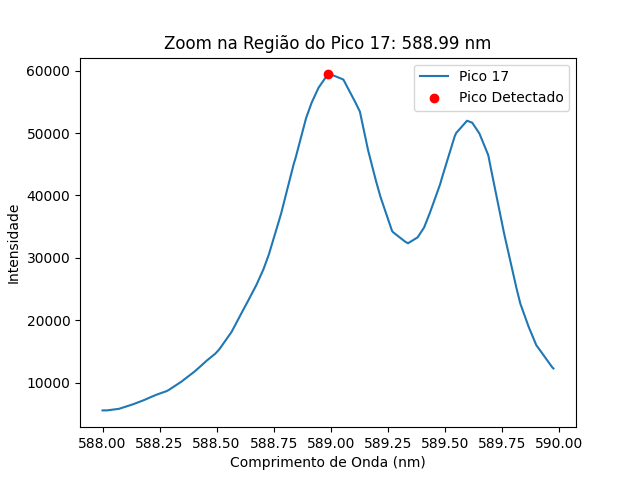 Zoom na Região do Pico 17: 588.99 nm
Pico 17
Pico Detectado
Intensidade
60000
50000
40000
30000
20000
10000
588.00 588.25 588.50 588.75 589.00 589.25 589.50 589.75 590.00
Comprimento de Onda (nm)